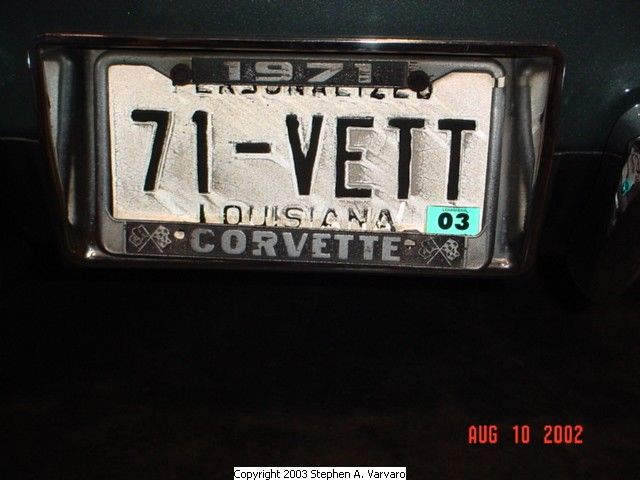 1971
PERSONALIZED
71-VETT
LOUISIANA
03
CORVETTE
AUG 10 2002
Copyright 2003 Stephen A. Varvaro